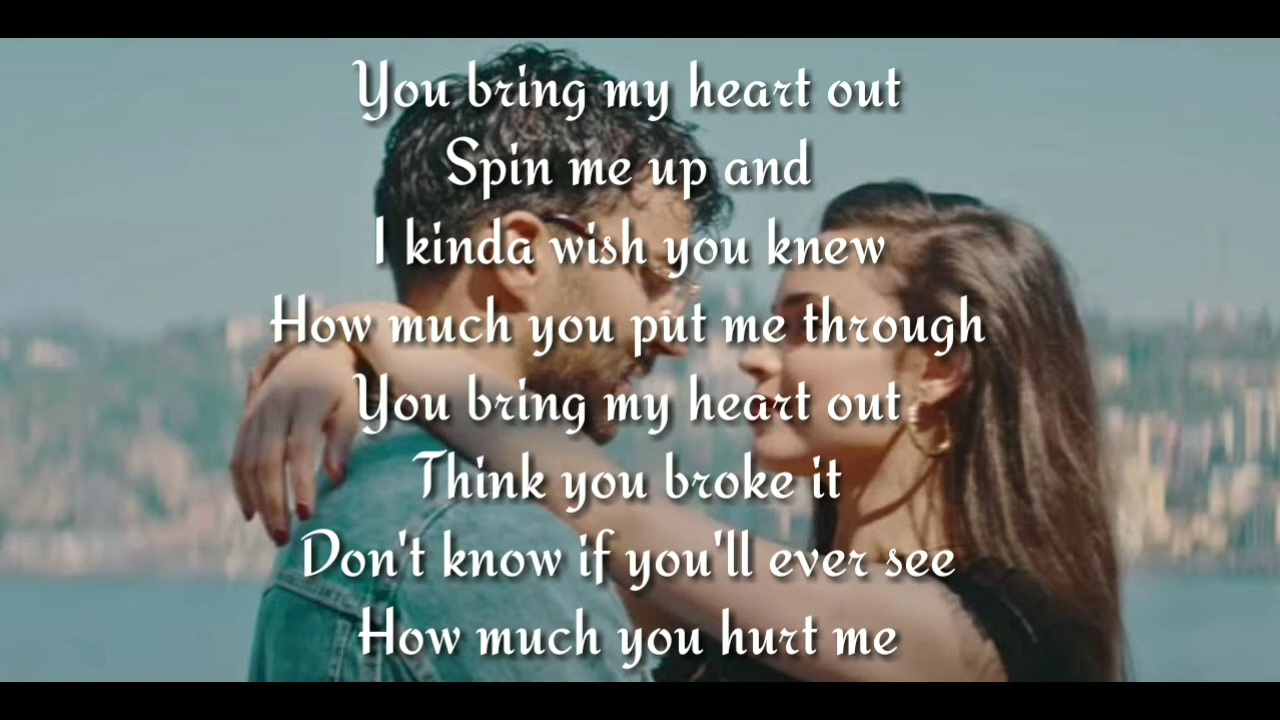 You bring my heart out
Spin me up and
I kinda wish you knew
How much you put me through
You bring my heart out
Think you broke it
Don't know if you'll ever see
How much you hurt me